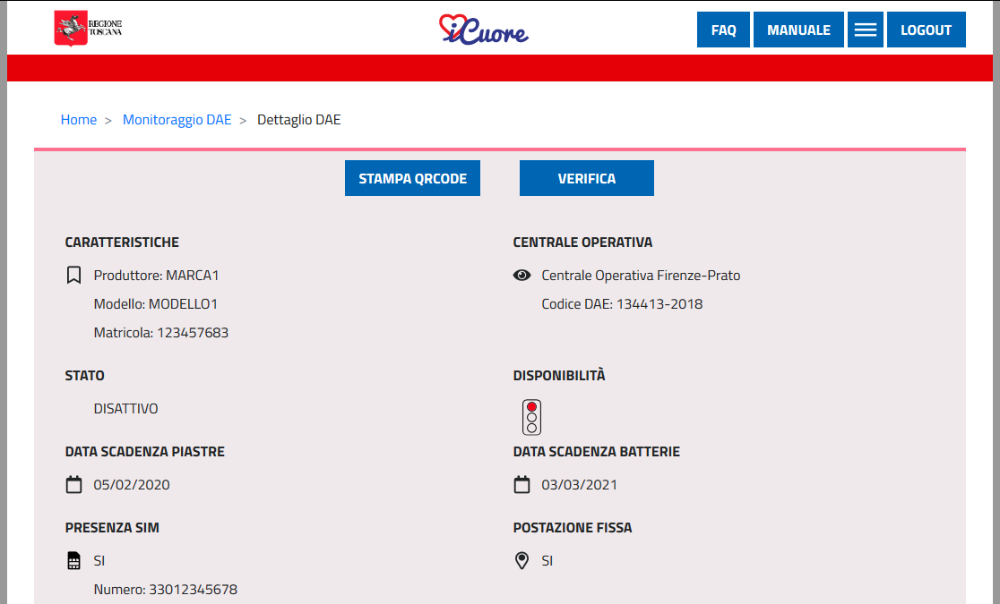 REGIONE
TOSCANA
iCuore
FAQ
MANUALE
LOGOUT
Home > Monitoraggio DAE > Dettaglio DAE
STAMPA QRCODE
VERIFICA
CARATTERISTICHE
Produttore: MARCA1
Modello: MODELLO1
Matricola: 123457683
CENTRALE OPERATIVA
Centrale Operativa Firenze-Prato
Codice DAE: 134413-2018
STATO
DISATTIVO
DISPONIBILITÀ
DATA SCADENZA PIASTRE
05/02/2020
DATA SCADENZA BATTERIE
03/03/2021
PRESENZA SIM
SI
Numero: 33012345678
POSTAZIONE FISSA
SI